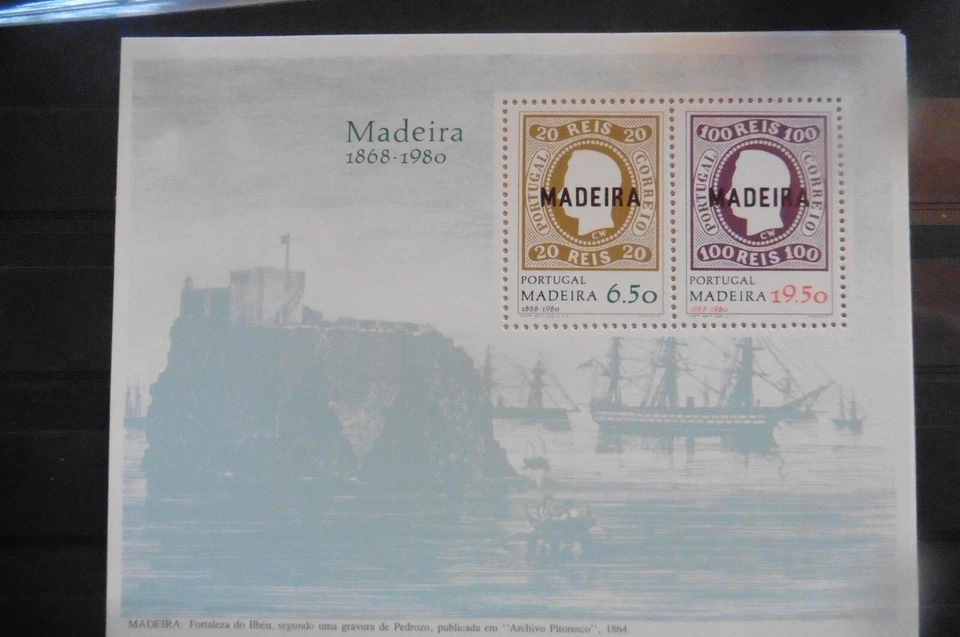 Madeira
1868·1980
20 REIS 20
PORTUGAL
CORREIO
MADEIRA
CW
20 REIS 20
PORTUGAL
MADEIRA 6.50
1868-1980
100 REIS 100
PORTUGAL
CORREIO
MADEIRA
CW
100 REIS 100
PORTUGAL
MADEIRA 19.50
1868-1980
MADEIRA: Fortaleza do Ilhéu, segundo uma gravura de Pedrozo, publicada em "Archivo Pitoresco", 1864